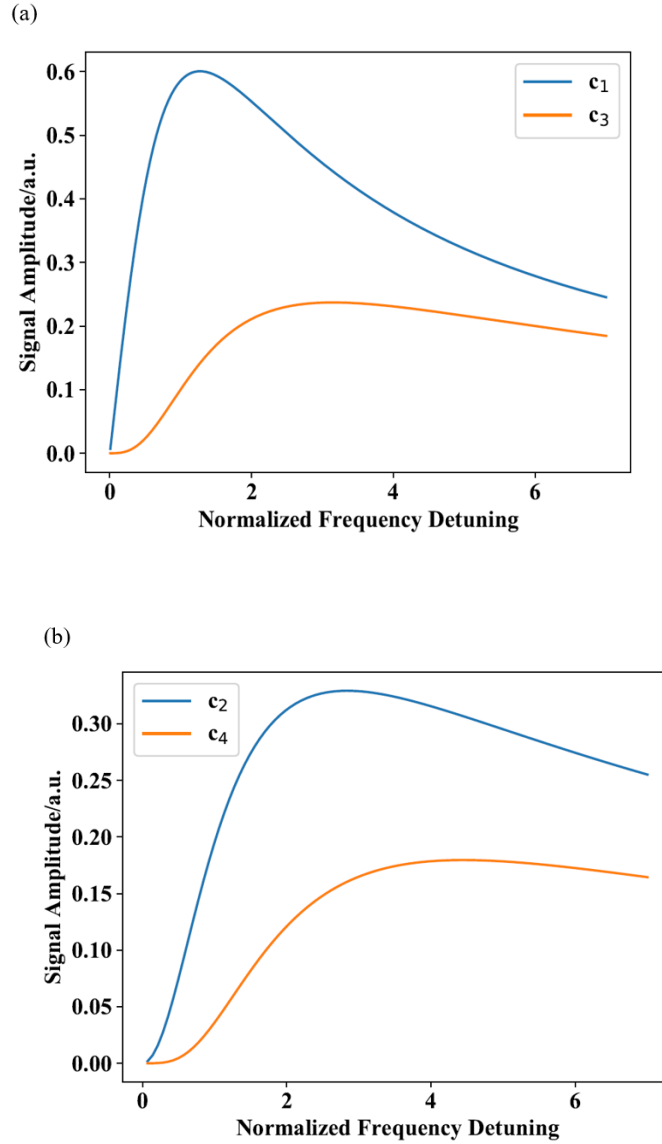 (a)
0.6
0.5
0.4
0.3
0.2
0.1
0.0
Signal Amplitude/a.u.
c1
c3
0 2 4 6
Normalized Frequency Detuning
(b)
0.30
0.25
0.20
0.15
0.10
0.05
0.00
Signal Amplitude/a.u.
c2
c4
0 2 4 6
Normalized Frequency Detuning